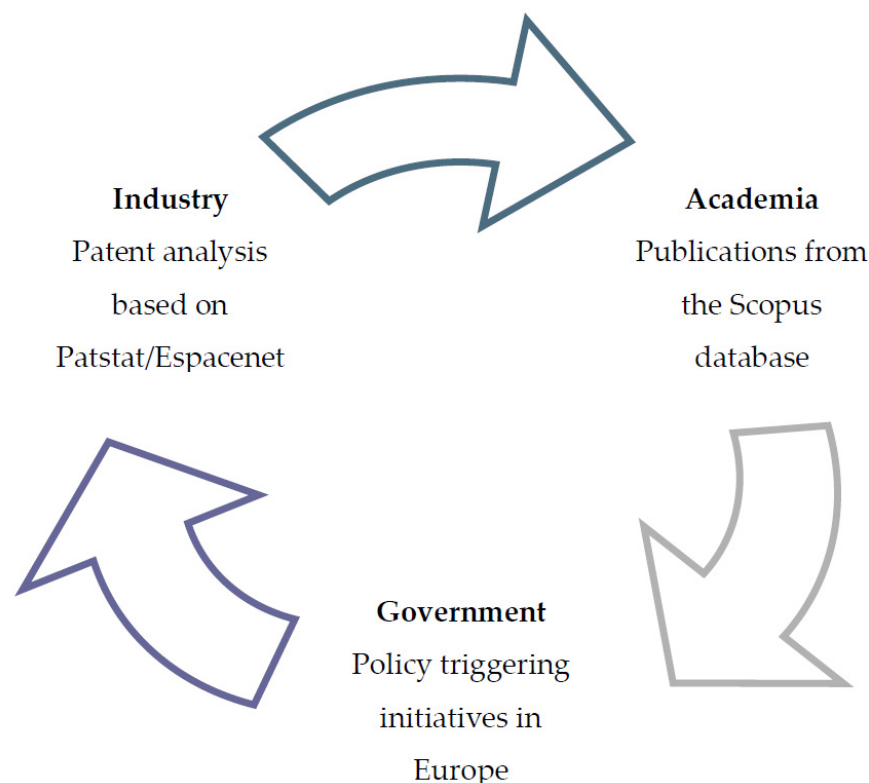 Industry
Patent analysis
based on
Patstat/Espacenet
Academia
Publications from
the Scopus
database
Government
Policy triggering
initiatives in
Europe